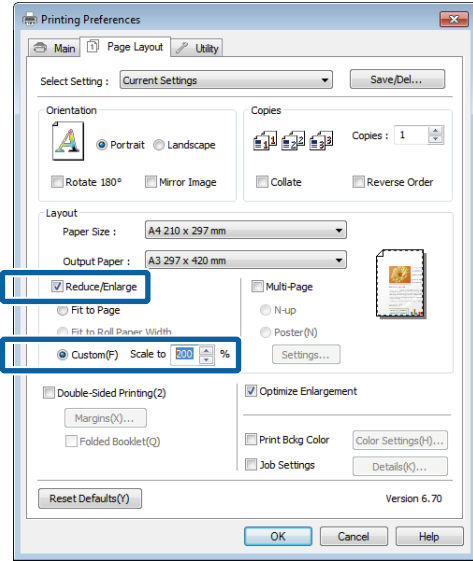 Printing Preferences
Main Page Layout Utility
Select Setting : Current Settings Save/Del...
Orientation Copies
Portrait Landscape Copies : 1
Rotate 180° Mirror Image Collate Reverse Order
Layout
Paper Size : A4 210 x 297 mm
Output Paper : A3 297 x 420 mm
Reduce/Enlarge Multi-Page
Fit to Page N-up
Fit to Roll Paper Width Poster(N)
Custom(F) Scale to 200 % Settings...
Double-Sided Printing(2) Optimize Enlargement
Margins(X)...
Folded Booklet(Q) Print Bckg Color Color Settings(H)...
Job Settings Details(K)...
Reset Defaults(Y) Version 6.70
OK Cancel Help